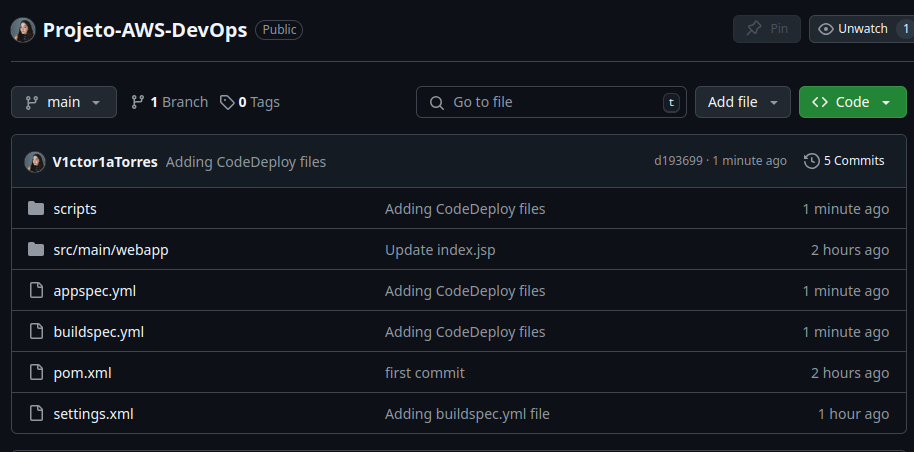 Projeto-AWS-DevOps Public Pin Unwatch 1
main 1 Branch 0 Tags Go to file t Add file Code
V1ctor1aTorres Adding CodeDeploy files d193699 · 1 minute ago 5 Commits
scripts Adding CodeDeploy files 1 minute ago
src/main/webapp Update index.jsp 2 hours ago
appspec.yml Adding CodeDeploy files 1 minute ago
buildspec.yml Adding CodeDeploy files 1 minute ago
pom.xml first commit 2 hours ago
settings.xml Adding buildspec.yml file 1 hour ago